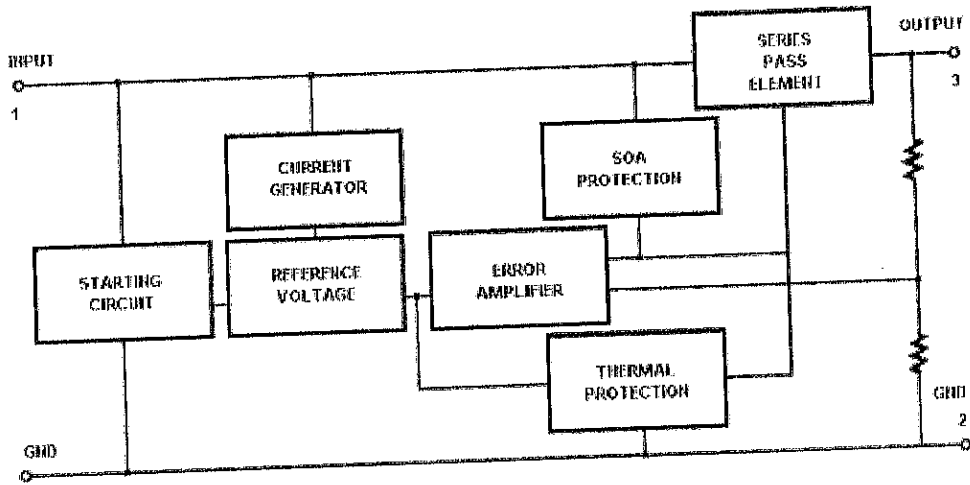 INPUT
1
SERIES
PASS
ELEMENT
OUTPUT
3
CURRENT
GENERATOR
SOA
PROTECTION
STARTING
CIRCUIT
REFERENCE
VOLTAGE
ERROR
AMPLIFIER
THERMAL
PROTECTION
GND
2
GND